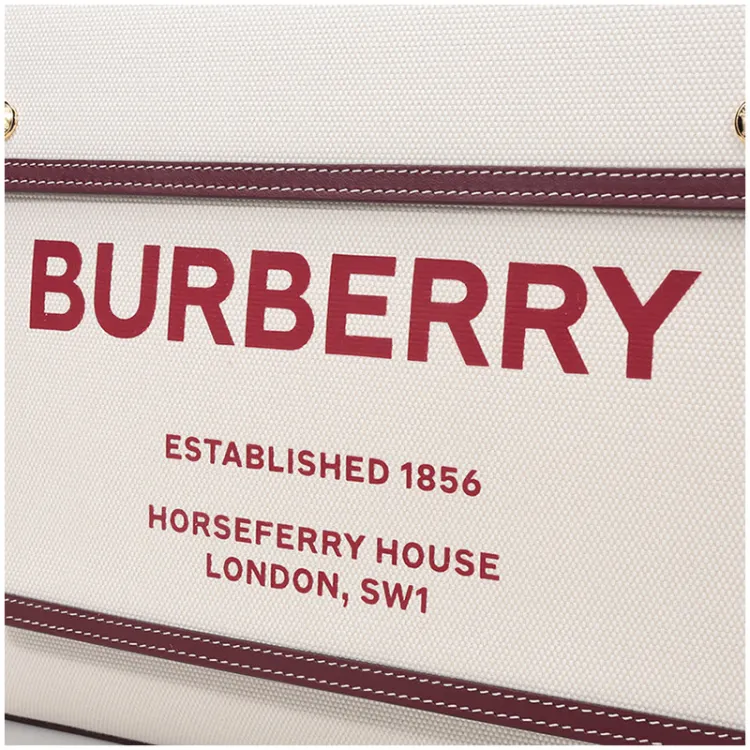 BURBERRY
ESTABLISHED 1856
HORSEFERRY HOUSE
LONDON, SW1